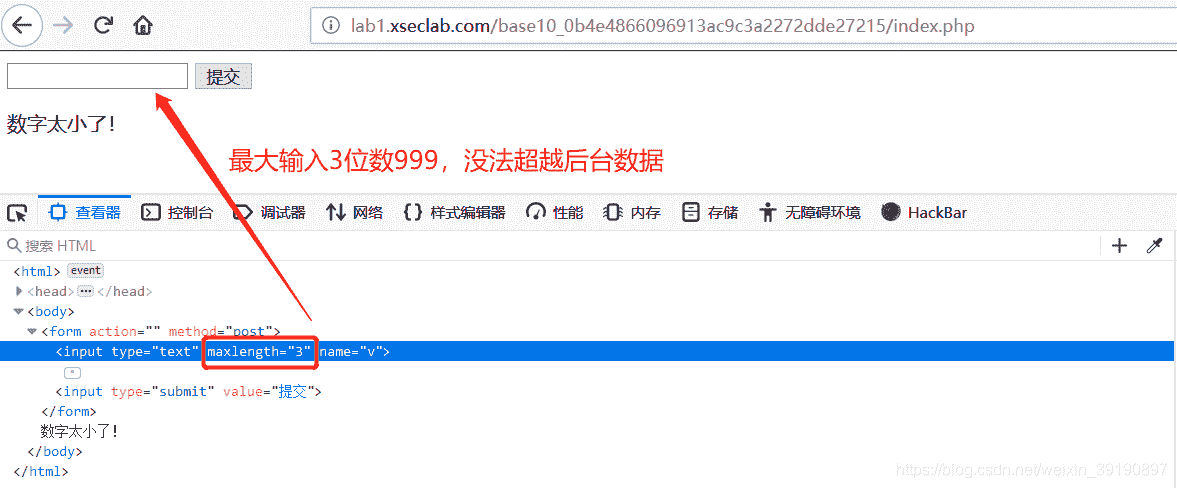 lab1.xseclab.com/base10_0b4e4866096913ac9c3a2272dde27215/index.php
提交
数字太小了!
最大输入3位数999，没法超越后台数据
查看器 控制台 调试器 网络 样式编辑器 性能 内存 存储 无障碍环境 HackBar
搜索 HTML
<html> event
<head> ... </head>
<body>
<form action="" method="post">
<input type="text" maxlength="3" name="v">
<input type="submit" value="提交">
</form>
数字太小了!
</body>
</html>
https://blog.csdn.net/weixin_39190897